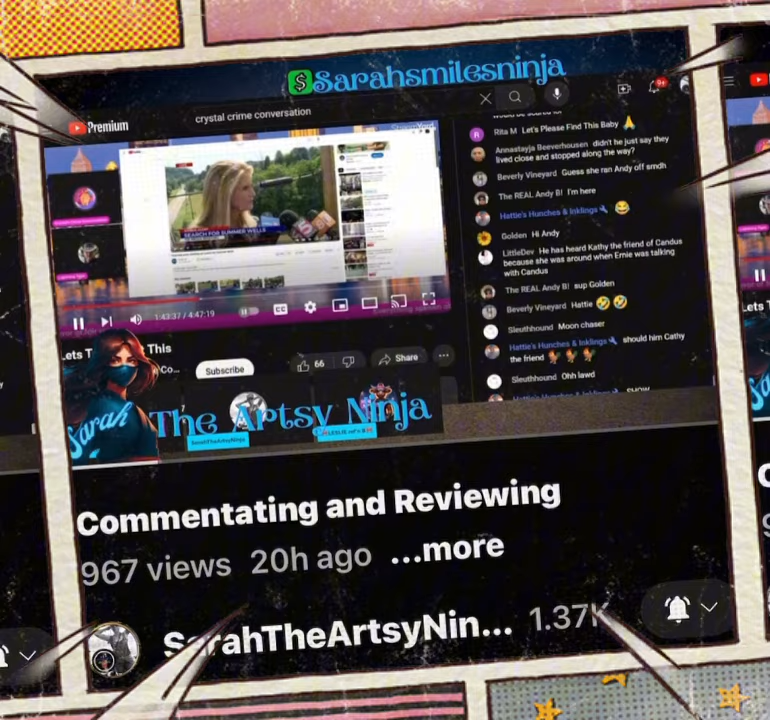 $Sarahsmilesninja
Premium
crystal crime conversation
9+
Rita M Let's Please Find This Baby 🙏
Annastayja Beeverhousen didn't he just say they
lived close and stopped along the way?
Beverly Vineyard Guess she ran Andy off smdh
The REAL Andy B! I'm here
Hattie's Hunches & Inklings 🔧 😂
Golden Hi Andy
LittleDev He has heard Kathy the friend of Candus
because she was around when Ernie was talking
with Candus
The REAL Andy B! sup Golden
Beverly Vineyard Hattie 🤣🤣
Sleuthhound Moon chaser
Hattie's Hunches & Inklings 🔧 should him Cathy
the friend
Sleuthhound Ohh lawd
SEARCH FOR SUMMER WELLS
1:43:37 / 4:47:19
CC
This
Co...
Subscribe
66
Share
...
Sarah
The Artsy Ninja
SarahTheArtsyNinja
Commentating and Reviewing
967 views 20h ago ...more
SarahTheArtsyNin... 1.37K